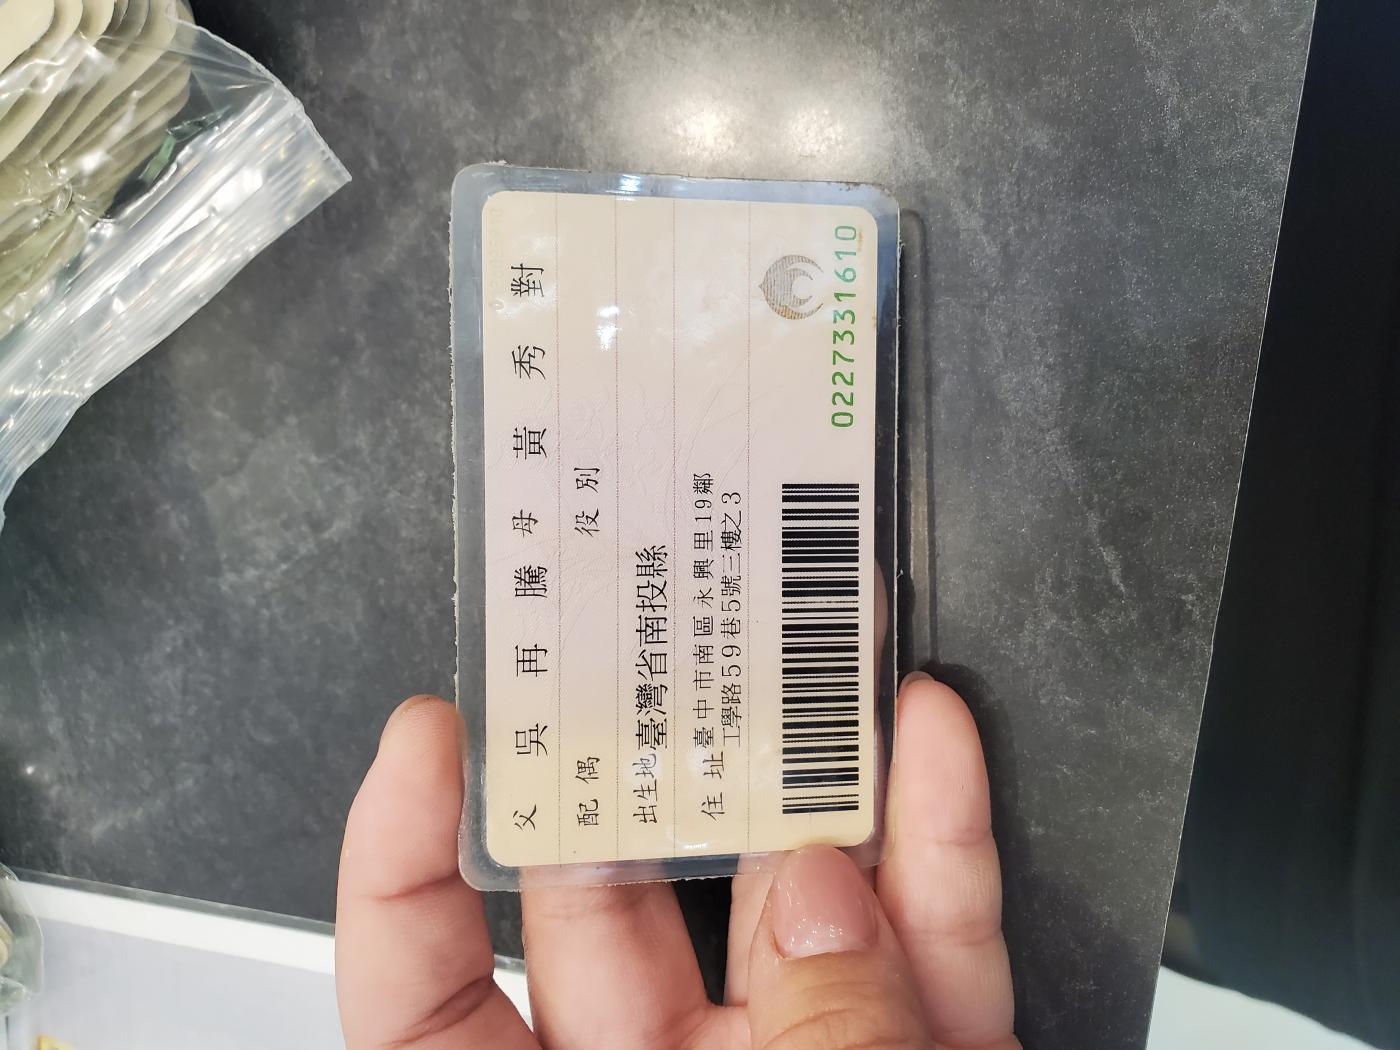 父 吳 再 騰 母 黃 秀 對
配 偶 役 別
出生地 臺灣省南投縣
住 址 臺中市南區永興里19鄰
工學路59巷5號三樓之3
0227331610